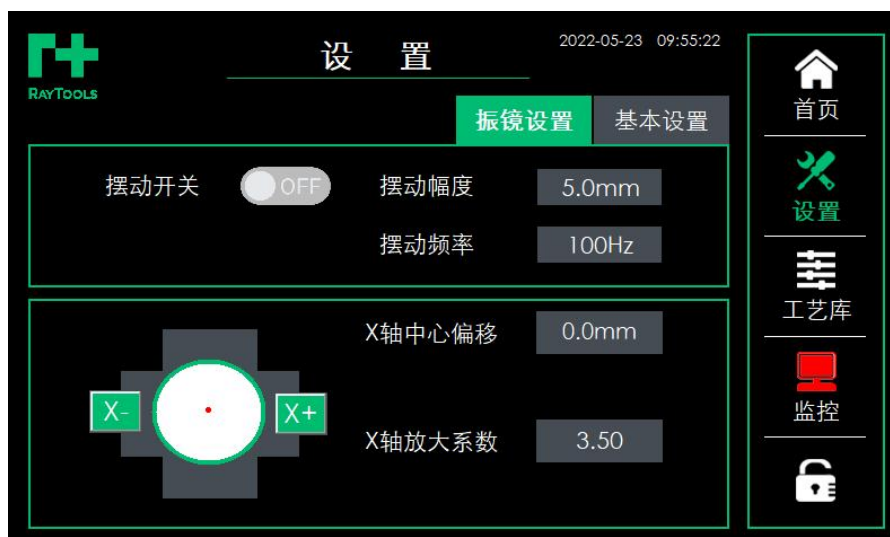 RAYTOOLS
设 置
2022-05-23 09:55:22
振镜设置
基本设置
摆动开关
OFF
摆动幅度
5.0mm
摆动频率
100Hz
X轴中心偏移
0.0mm
X-
X+
X轴放大系数
3.50
首页
设置
工艺库
监控